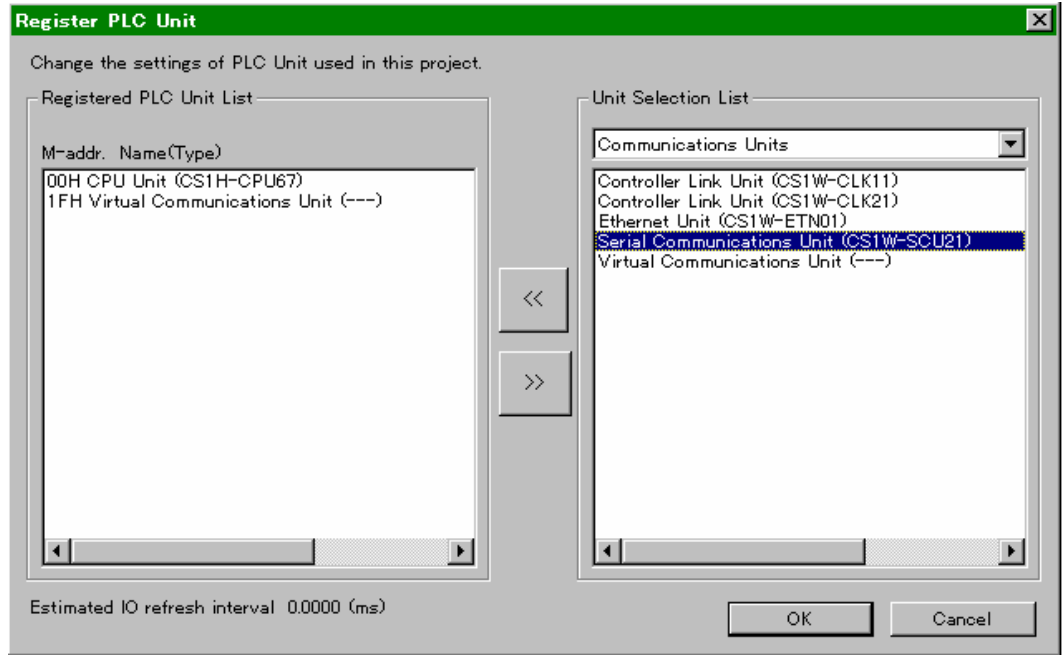 Register PLC Unit
Change the settings of PLC Unit used in this project.
Registered PLC Unit List
M-addr. Name(Type)
00H CPU Unit (CS1H-CPU67)
1FH Virtual Communications Unit (---)
<<
>>
Unit Selection List
Communications Units
Controller Link Unit (CS1W-CLK11)
Controller Link Unit (CS1W-CLK21)
Ethernet Unit (CS1W-ETN01)
Serial Communications Unit (CS1W-SCU21)
Virtual Communications Unit (---)
Estimated IO refresh interval 0.0000 (ms)
OK
Cancel